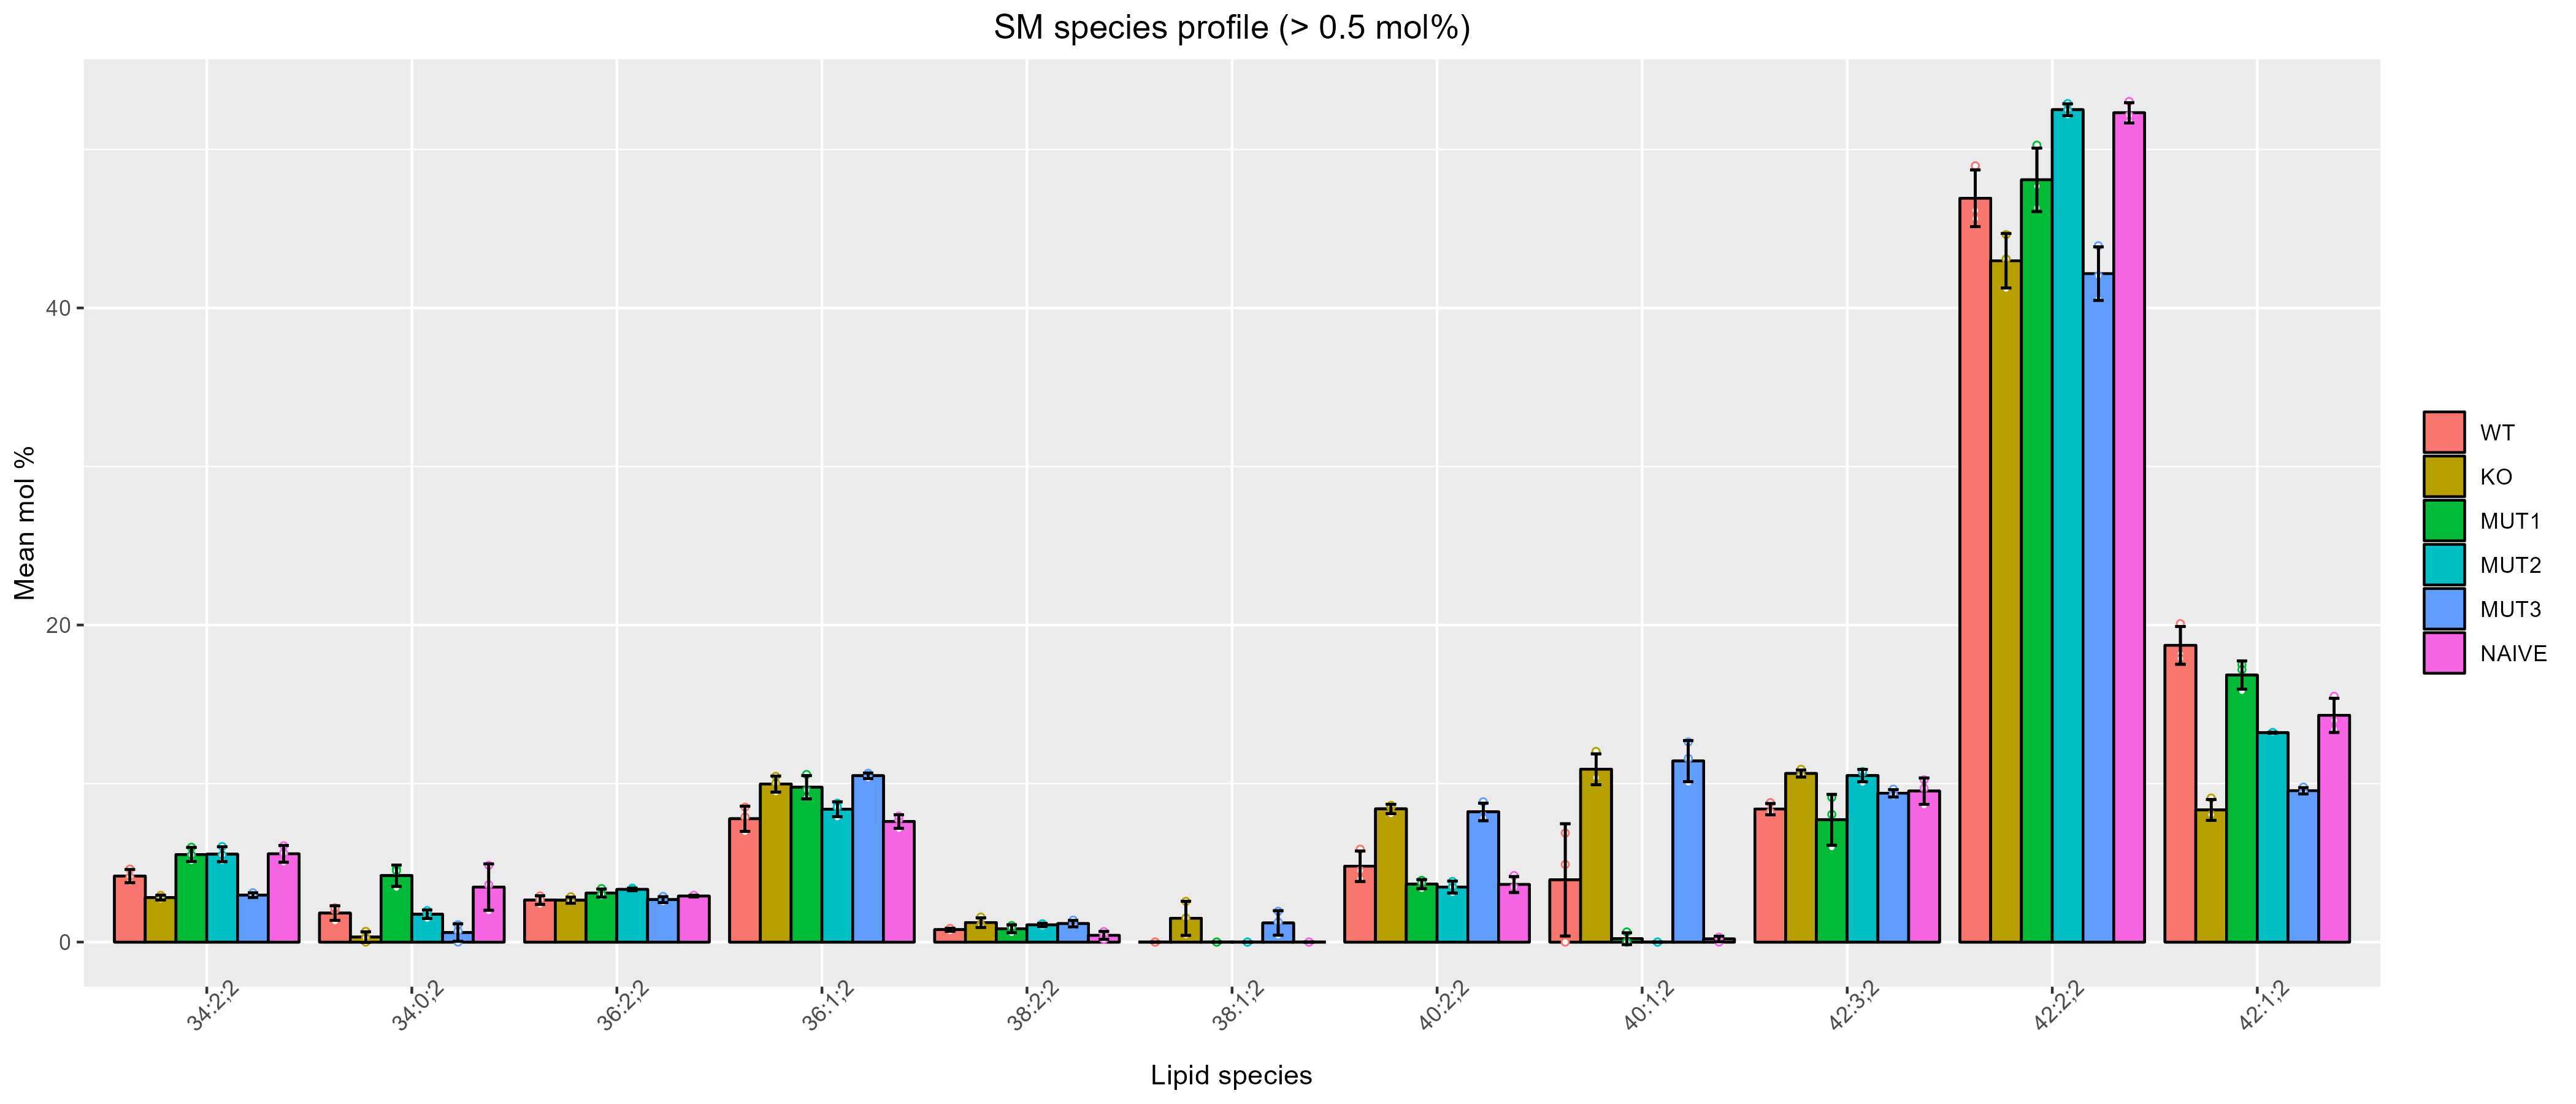 SM species profile (> 0.5 mol%)
Mean mol %
40
20
0
34:2;2
34:0;2
36:2;2
36:1;2
38:2;2
38:1;2
40:2;2
40:1;2
42:3;2
42:2;2
42:1;2
Lipid species
WT
KO
MUT1
MUT2
MUT3
NAIVE